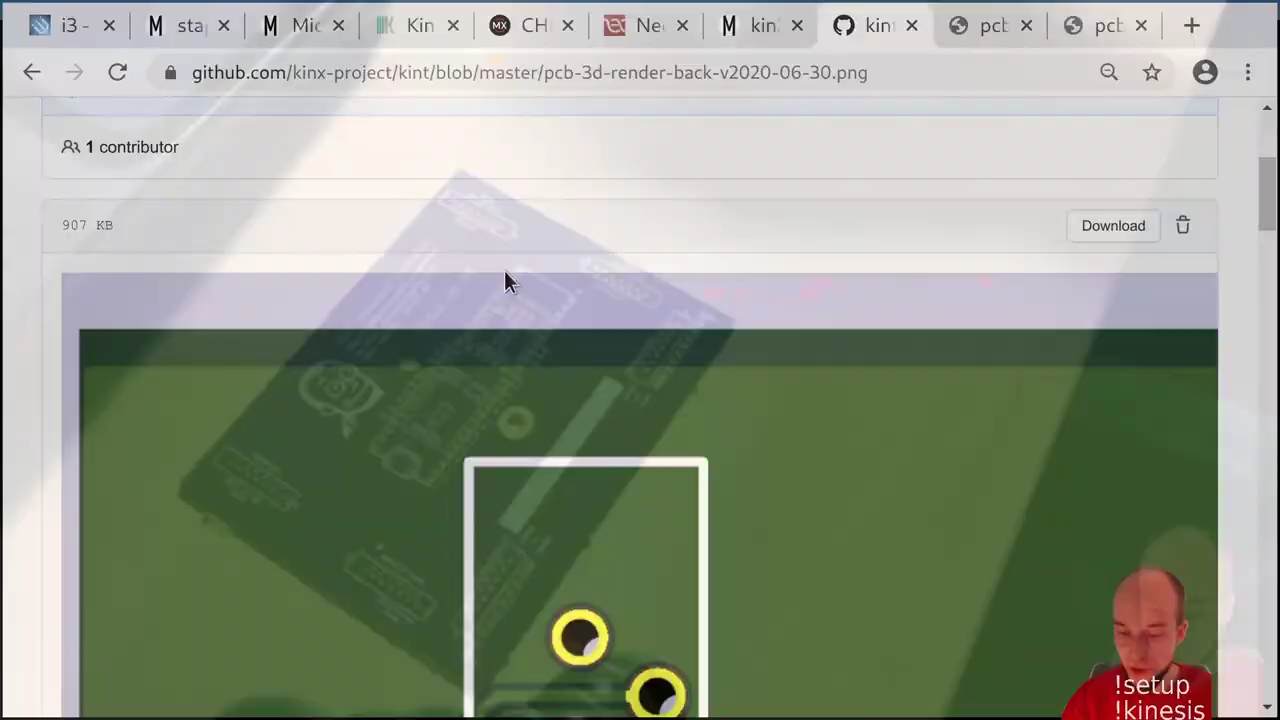 i3 -
sta
Mic
Kin
MX
CH
Ne
kin
kin
pcb
pcb
github.com/kinx-project/kint/blob/master/pcb-3d-render-back-v2020-06-30.png
1 contributor
907 KB
Download
!setup
!kinesis